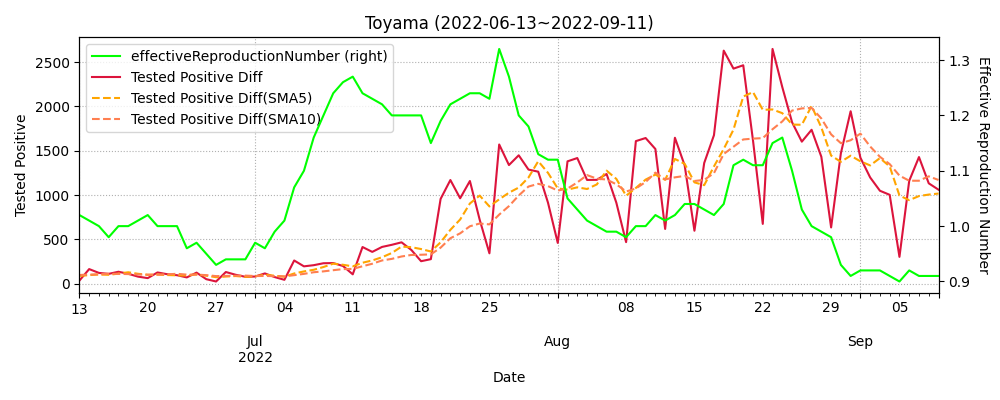 Toyama (2022-06-13~2022-09-11)
effectiveReproductionNumber (right)
Tested Positive Diff
Tested Positive Diff(SMA5)
Tested Positive Diff(SMA10)
Tested Positive
2500
2000
1500
1000
500
0
Effective Reproduction Number
1.3
1.2
1.1
1.0
0.9
13 20 27 04 11 18 25 08 15 22 29 05
Jul Aug Sep
2022
Date